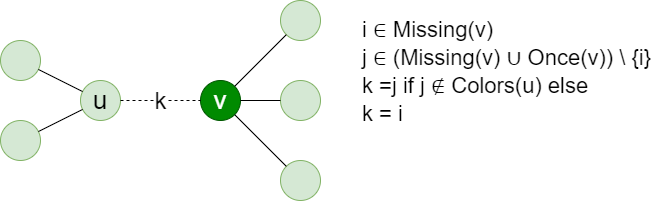 u
k
v
i ∈ Missing(v)
j ∈ (Missing(v) ∪ Once(v)) \ {i}
k =j if j ∉ Colors(u) else
k = i